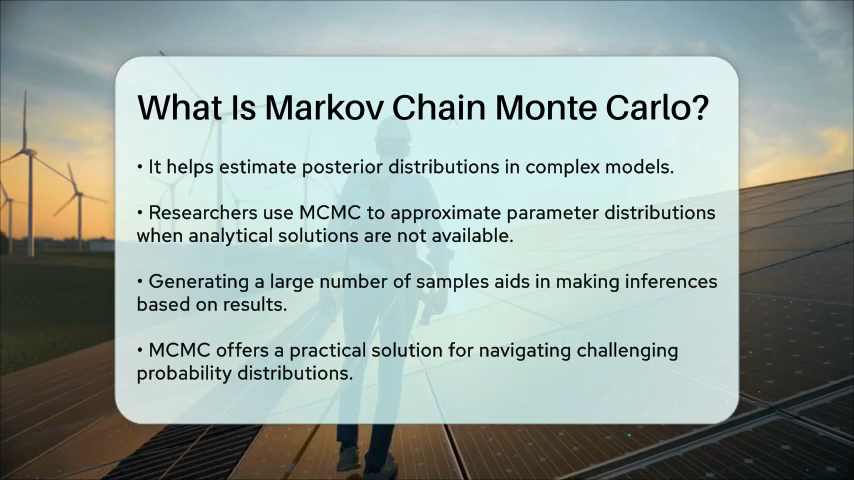 What Is Markov Chain Monte Carlo?
• It helps estimate posterior distributions in complex models.
• Researchers use MCMC to approximate parameter distributions
when analytical solutions are not available.
• Generating a large number of samples aids in making inferences
based on results.
• MCMC offers a practical solution for navigating challenging
probability distributions.